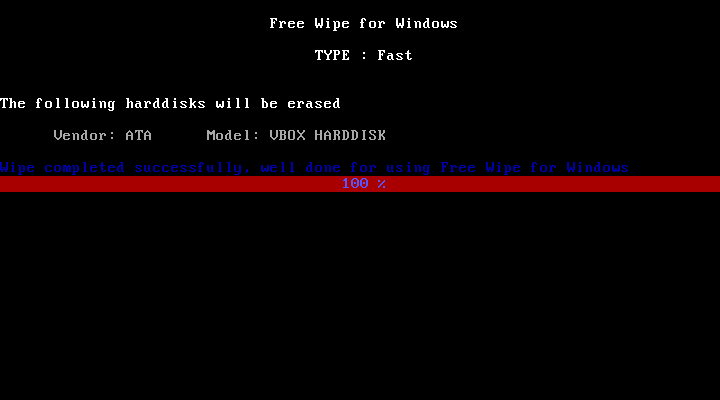 Free Wipe for Windows
TYPE : Fast
The following harddisks will be erased
Vendor: ATA Model: VBOX HARDDISK
Wipe completed successfully, well done for using Free Wipe for Windows
100 %